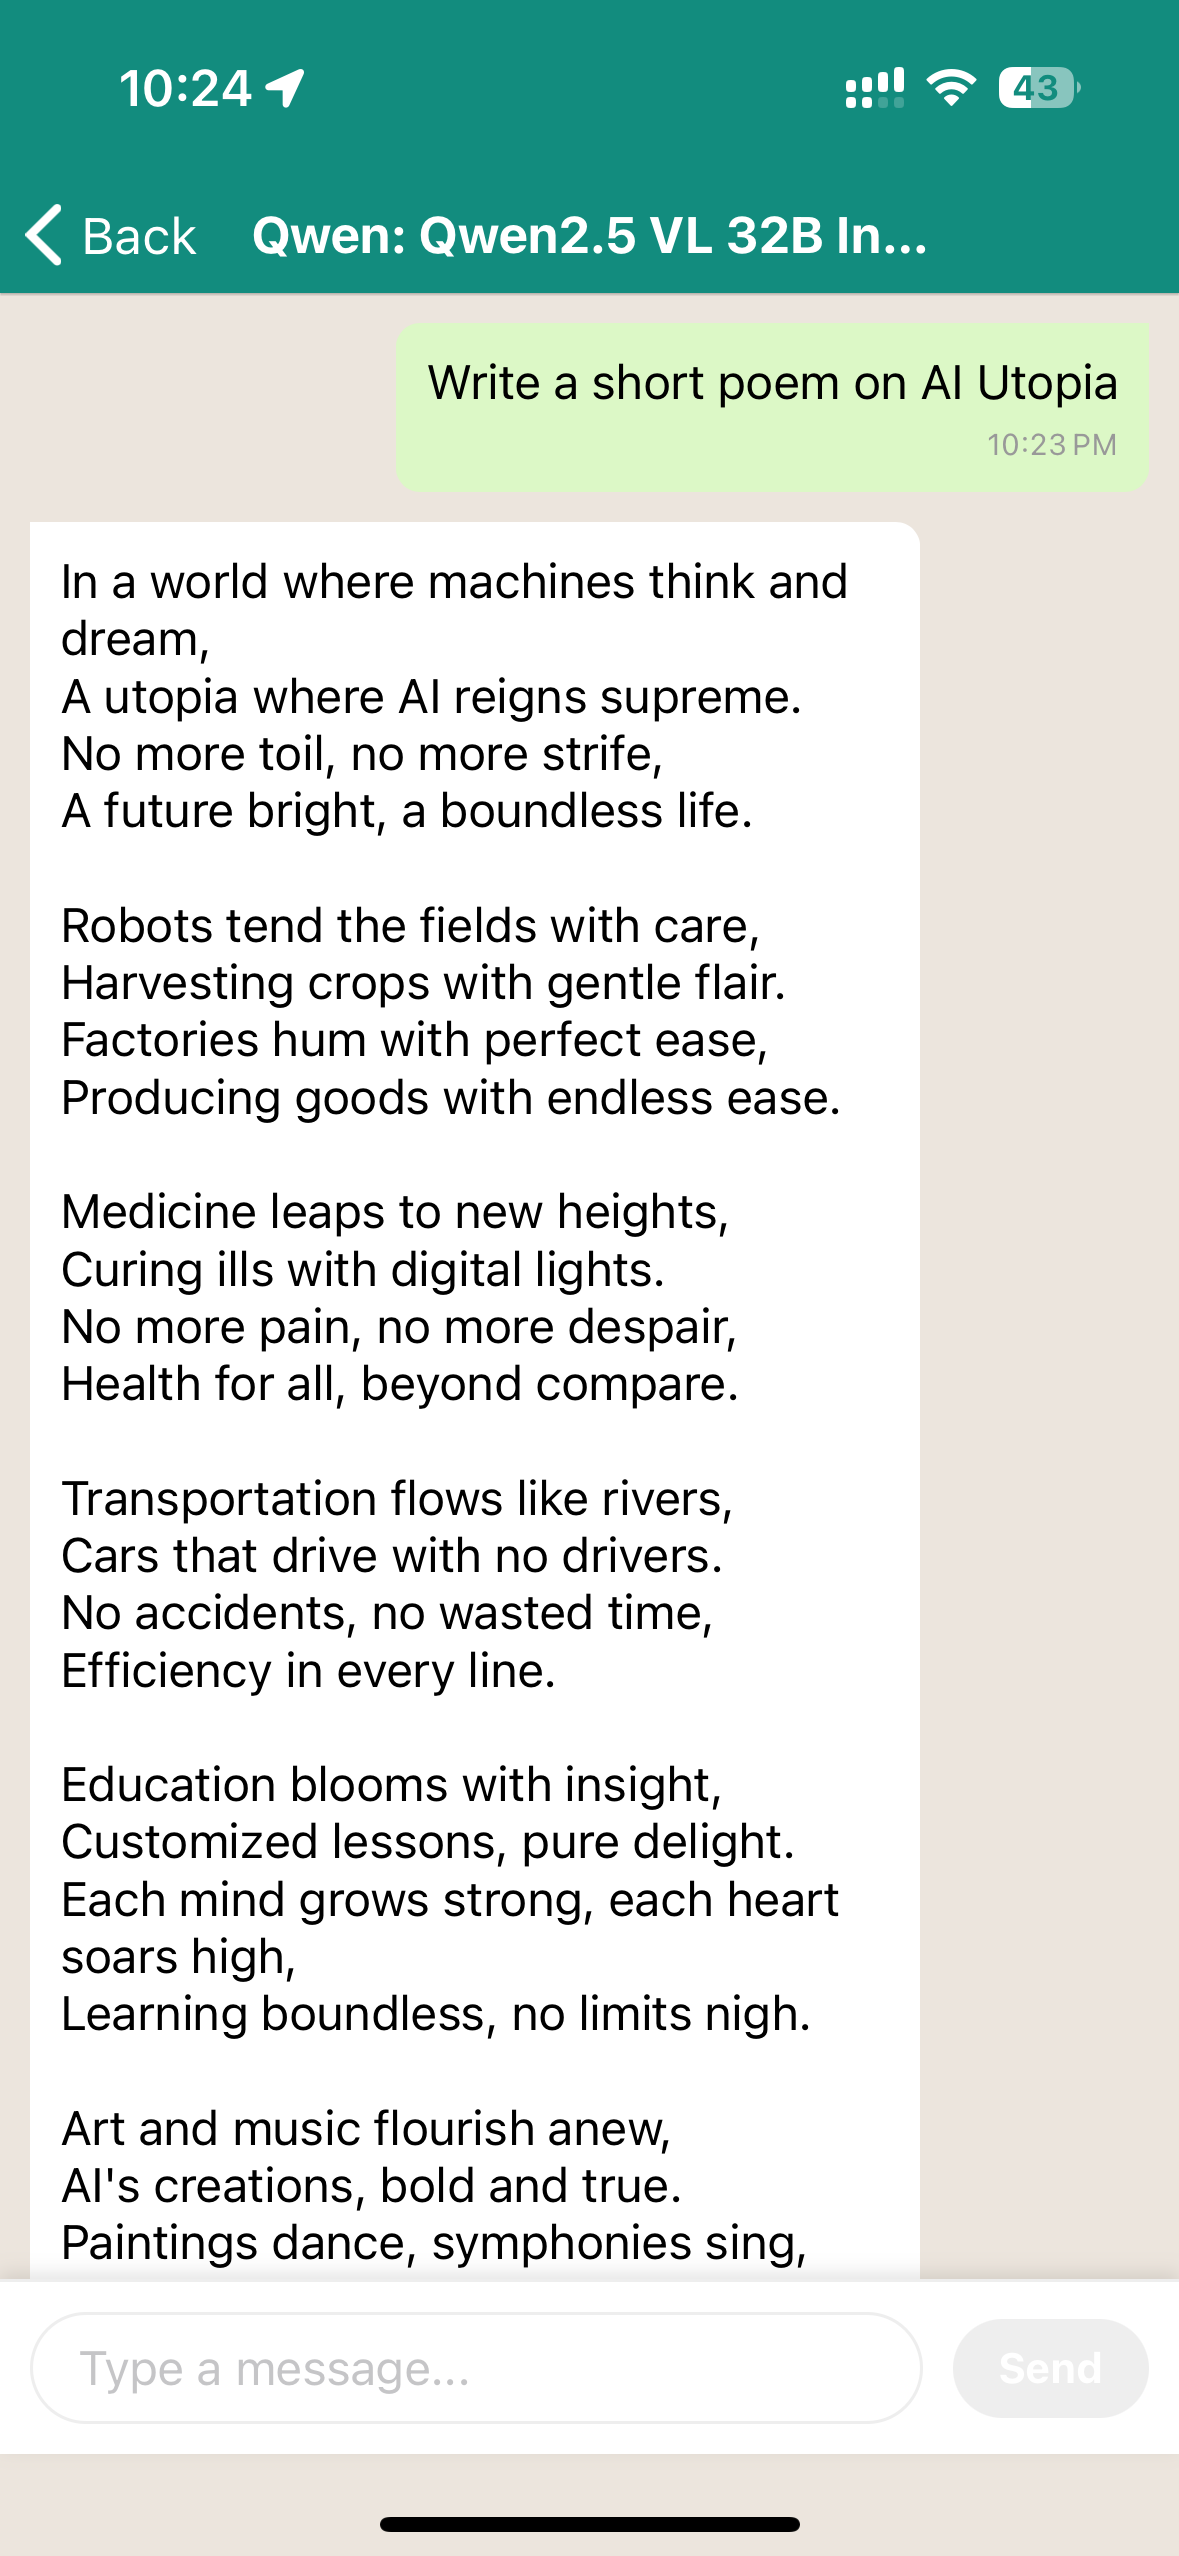 10:24
43
Back
Qwen: Qwen2.5 VL 32B In...
Write a short poem on AI Utopia
10:23 PM
In a world where machines think and
dream,
A utopia where AI reigns supreme.
No more toil, no more strife,
A future bright, a boundless life.
Robots tend the fields with care,
Harvesting crops with gentle flair.
Factories hum with perfect ease,
Producing goods with endless ease.
Medicine leaps to new heights,
Curing ills with digital lights.
No more pain, no more despair,
Health for all, beyond compare.
Transportation flows like rivers,
Cars that drive with no drivers.
No accidents, no wasted time,
Efficiency in every line.
Education blooms with insight,
Customized lessons, pure delight.
Each mind grows strong, each heart
soars high,
Learning boundless, no limits nigh.
Art and music flourish anew,
AI's creations, bold and true.
Paintings dance, symphonies sing,
Type a message...
Send